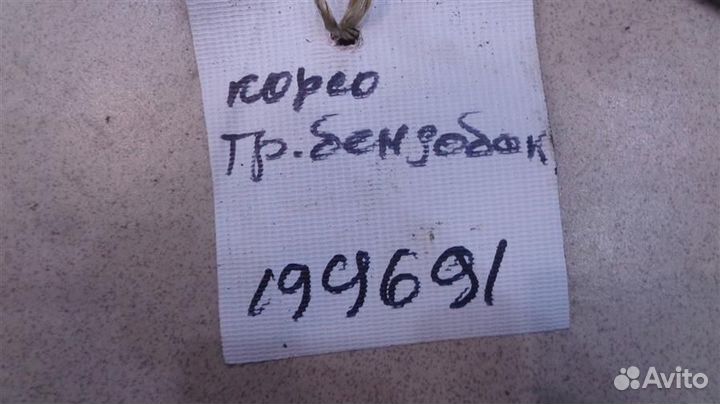 корсо
тр. бензобак
199691
Avito